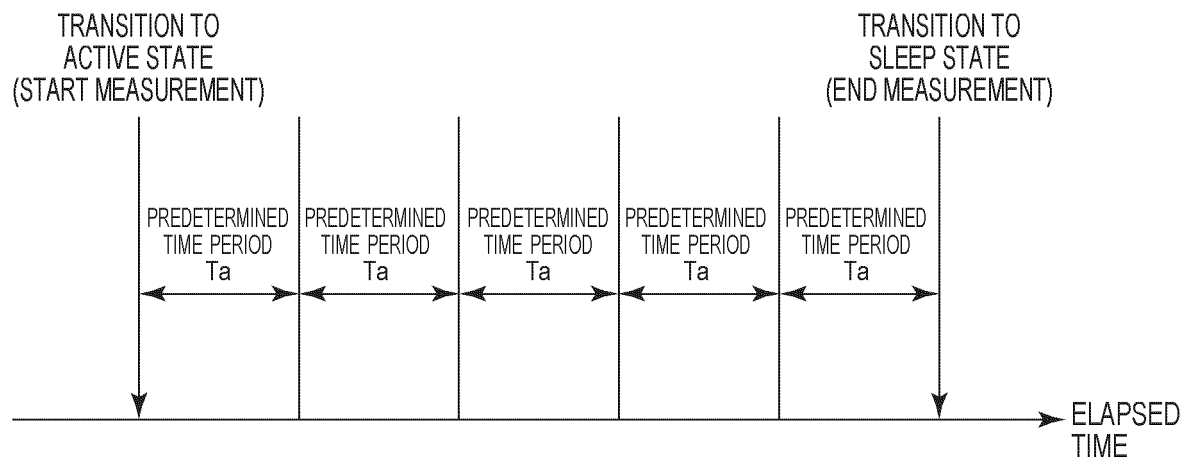 TRANSITION TO
ACTIVE STATE
(START MEASUREMENT)
TRANSITION TO
SLEEP STATE
(END MEASUREMENT)
PREDETERMINED
TIME PERIOD
Ta
PREDETERMINED
TIME PERIOD
Ta
PREDETERMINED
TIME PERIOD
Ta
PREDETERMINED
TIME PERIOD
Ta
PREDETERMINED
TIME PERIOD
Ta
ELAPSED
TIME